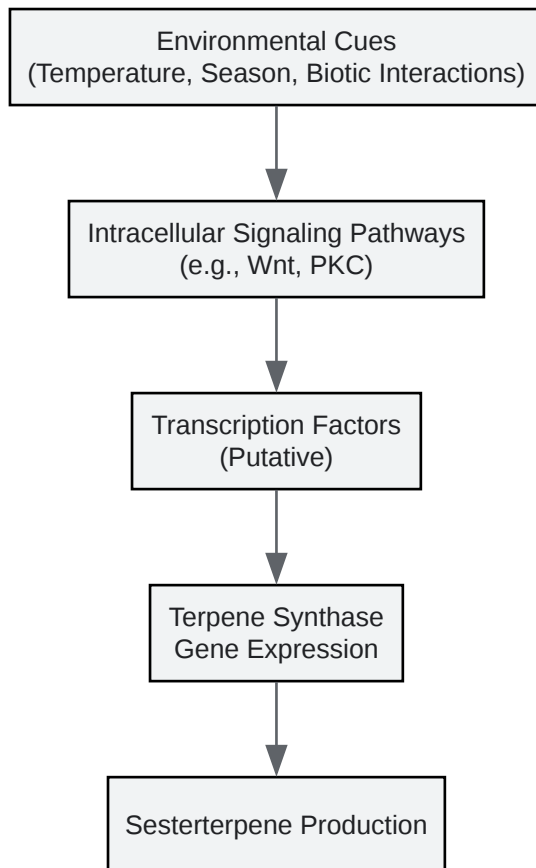 Environmental Cues
(Temperature, Season, Biotic Interactions)
Intracellular Signaling Pathways
(e.g., Wnt, PKC)
Transcription Factors
(Putative)
Terpene Synthase
Gene Expression
Sesterterpene Production